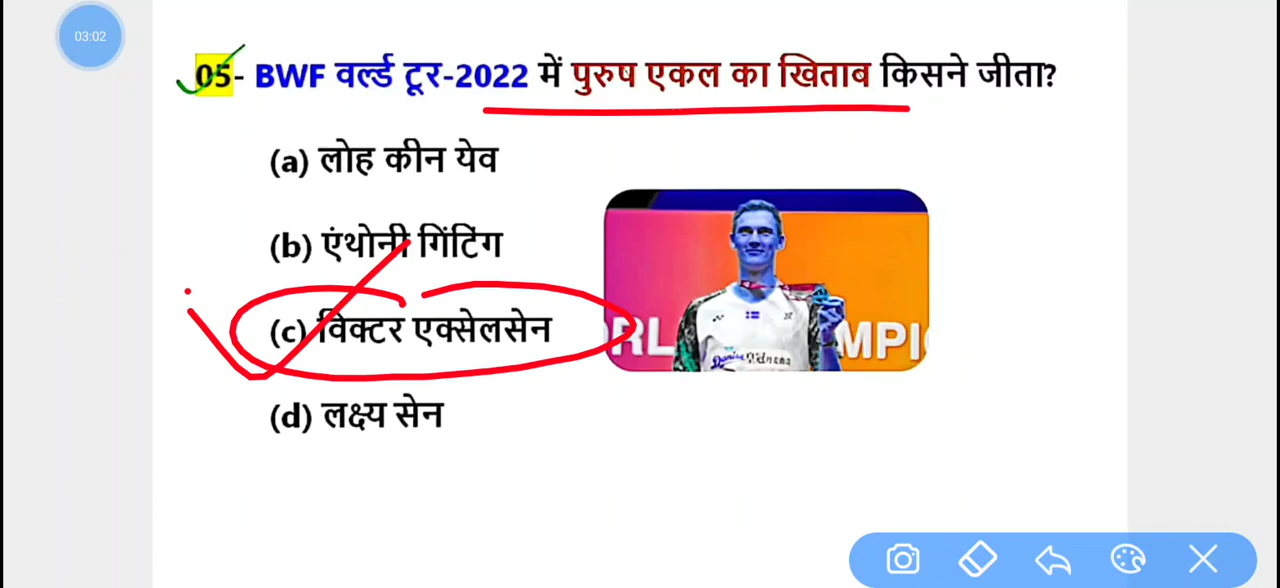 03:02
05- BWF वर्ल्ड टूर-2022 में पुरुष एकल का खिताब किसने जीता?
(a) लोह कीन येव
(b) एंथोनी गिंटिंग
(c) विक्टर एक्सेलसेन
(d) लक्ष्य सेन
RL MPI